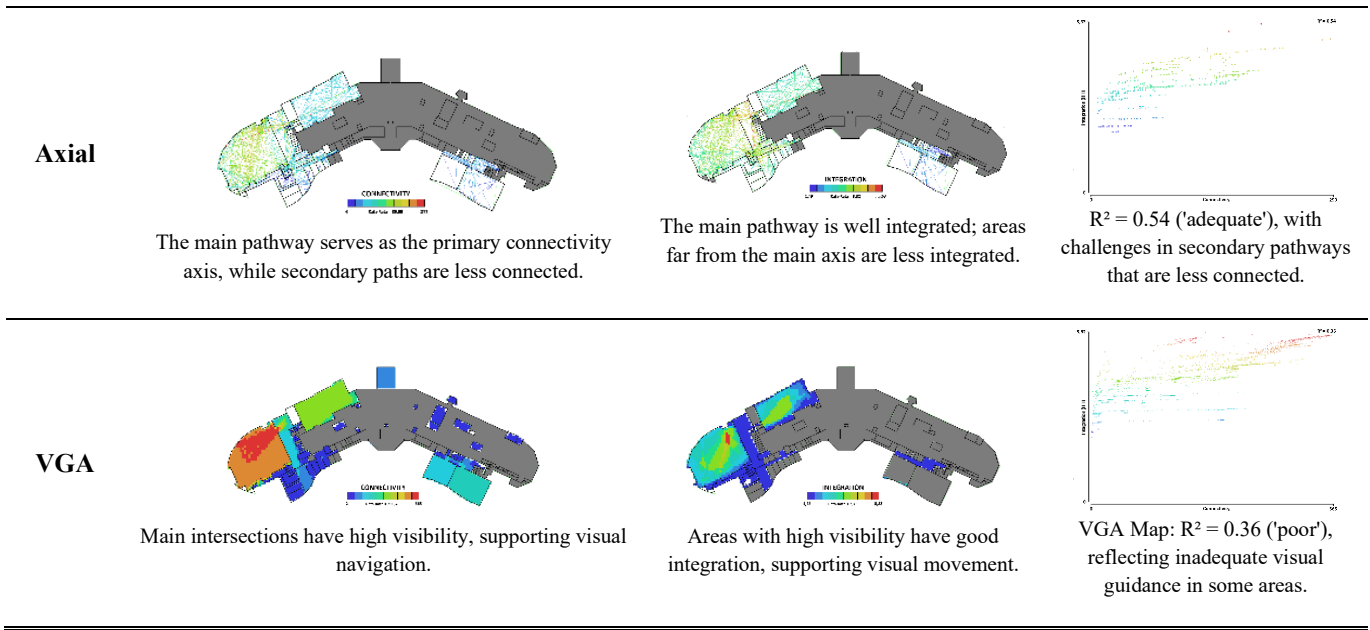 Axial
CONNECTIVITY
The main pathway serves as the primary connectivity
axis, while secondary paths are less connected.
INTEGRATION
The main pathway is well integrated; areas
far from the main axis are less integrated.
R² = 0.54 ('adequate'), with
challenges in secondary pathways
that are less connected.
VGA
CONNECTIVITY
Main intersections have high visibility, supporting visual
navigation.
INTEGRATION
Areas with high visibility have good
integration, supporting visual movement.
VGA Map: R² = 0.36 ('poor'),
reflecting inadequate visual
guidance in some areas.